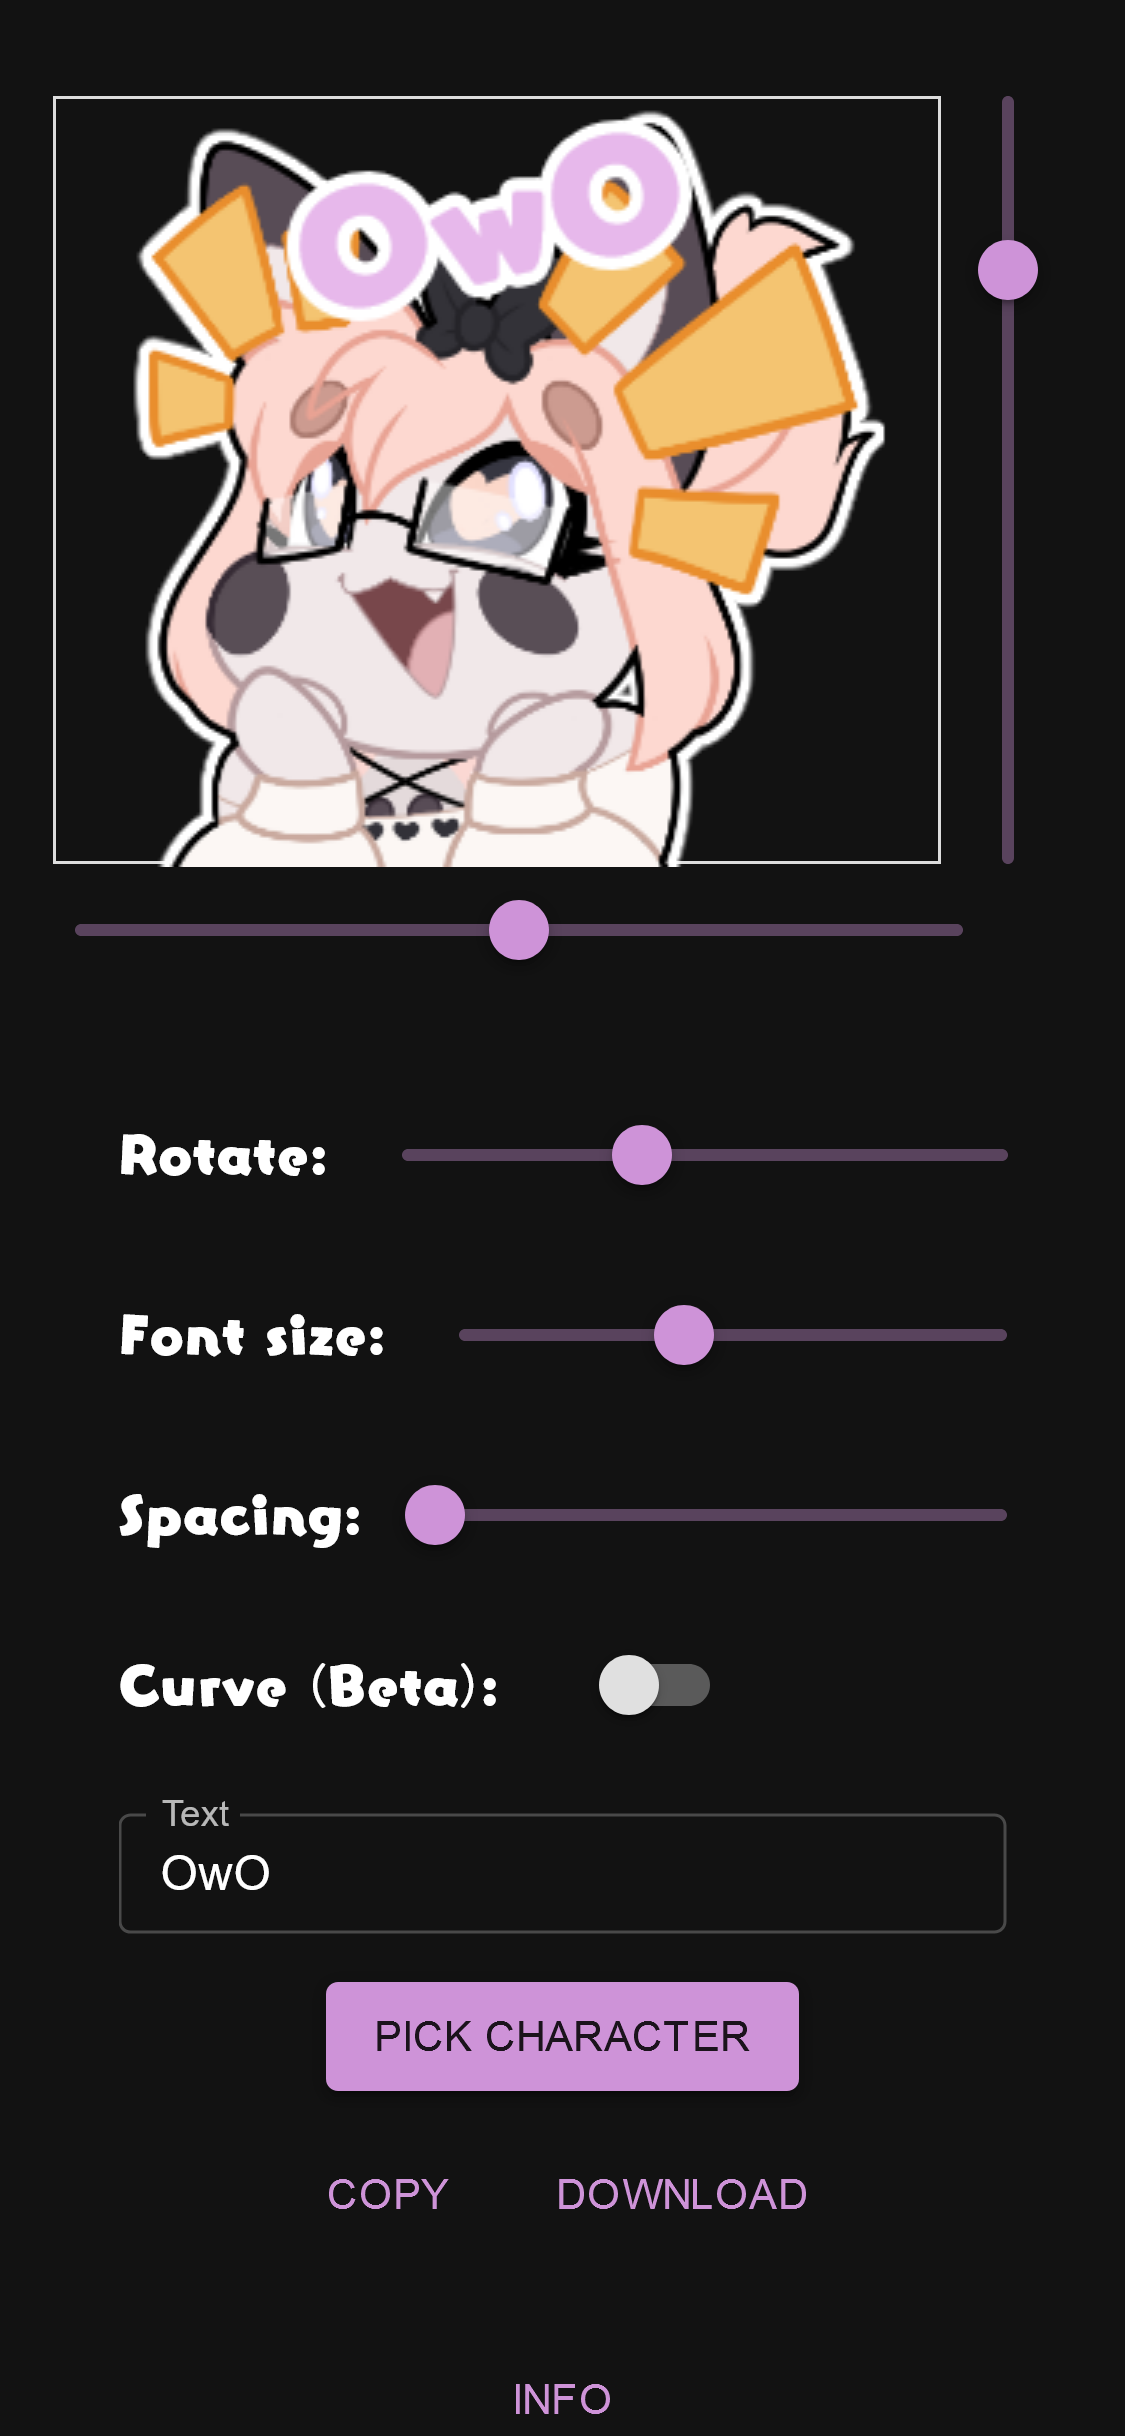 OwO
Rotate:
Font size:
Spacing:
Curve (Beta):
Text
OwO
PICK CHARACTER
COPY DOWNLOAD
INFO